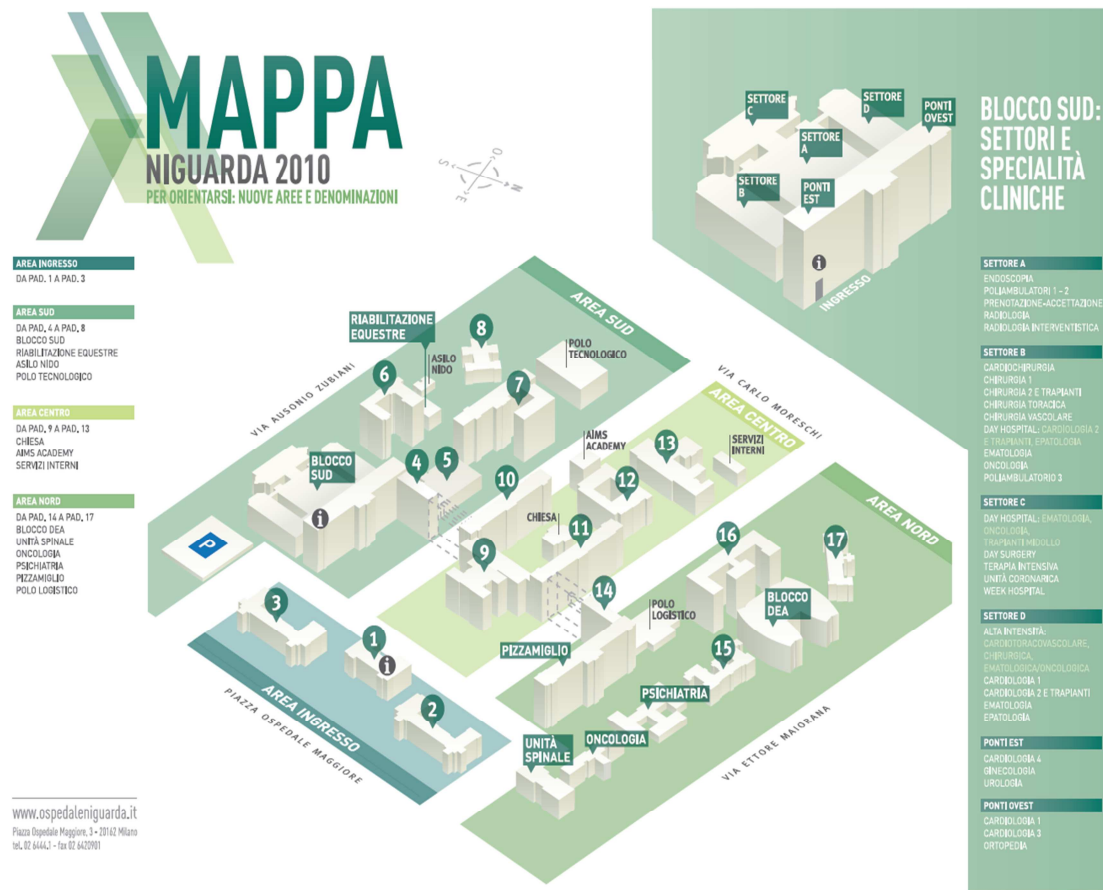 MAPPA
NIGUARDA 2010
PER ORIENTARSI: NUOVE AREE E DENOMINAZIONI
O
S
N
E
AREA INGRESSO
DA PAD. 1 A PAD. 3
AREA SUD
DA PAD. 4 A PAD. 8
BLOCCO SUD
RIABILITAZIONE EQUESTRE
ASILO NIDO
POLO TECNOLOGICO
AREA CENTRO
DA PAD. 9 A PAD. 13
CHIESA
AIMS ACADEMY
SERVIZI INTERNI
AREA NORD
DA PAD. 14 A PAD. 17
BLOCCO DEA
UNITÀ SPINALE
ONCOLOGIA
PSICHIATRIA
PIZZAMIGLIO
POLO LOGISTICO
www.ospedaleniguarda.it
Piazza Ospedale Maggiore, 3 • 20162 Milano
tel. 02 6444.1 - fax 02 6420901
VIA AUSONIO ZUBIANI
AREA SUD
RIABILITAZIONE
EQUESTRE
ASILO
NIDO
8
POLO
TECNOLOGICO
6
7
VIA CARLO MORESCHI
AREA CENTRO
BLOCCO
SUD
i
4
5
AIMS
ACADEMY
13
SERVIZI
INTERNI
10
12
CHIESA
11
P
9
AREA NORD
16
17
14
3
POLO
LOGISTICO
BLOCCO
DEA
1
i
PIZZAMIGLIO
15
2
AREA INGRESSO
PIAZZA OSPEDALE MAGGIORE
PSICHIATRIA
ONCOLOGIA
UNITÀ
SPINALE
VIA ETTORE MAIORANA
SETTORE
C
SETTORE
D
PONTI
OVEST
SETTORE
A
SETTORE
B
PONTI
EST
i
INGRESSO
BLOCCO SUD:
SETTORI E
SPECIALITÀ
CLINICHE
SETTORE A
ENDOSCOPIA
POLIAMBULATORI 1 - 2
PRENOTAZIONE-ACCETTAZIONE
RADIOLOGIA
RADIOLOGIA INTERVENTISTICA
SETTORE B
CARDIOCHIRURGIA
CHIRURGIA 1
CHIRURGIA 2 E TRAPIANTI
CHIRURGIA TORACICA
CHIRURGIA VASCOLARE
DAY HOSPITAL: CARDIOLOGIA 2
E TRAPIANTI, EPATOLOGIA
EMATOLOGIA
ONCOLOGIA
POLIAMBULATORIO 3
SETTORE C
DAY HOSPITAL: EMATOLOGIA,
ONCOLOGIA,
TRAPIANTI MIDOLLO
DAY SURGERY
TERAPIA INTENSIVA
UNITÀ CORONARICA
WEEK HOSPITAL
SETTORE D
ALTA INTENSITÀ:
CARDIOTORACOVASCOLARE,
CHIRURGICA,
EMATOLOGICA/ONCOLOGICA
CARDIOLOGIA 1
CARDIOLOGIA 2 E TRAPIANTI
EMATOLOGIA
EPATOLOGIA
PONTI EST
CARDIOLOGIA 4
GINECOLOGIA
UROLOGIA
PONTI OVEST
CARDIOLOGIA 1
CARDIOLOGIA 3
ORTOPEDIA